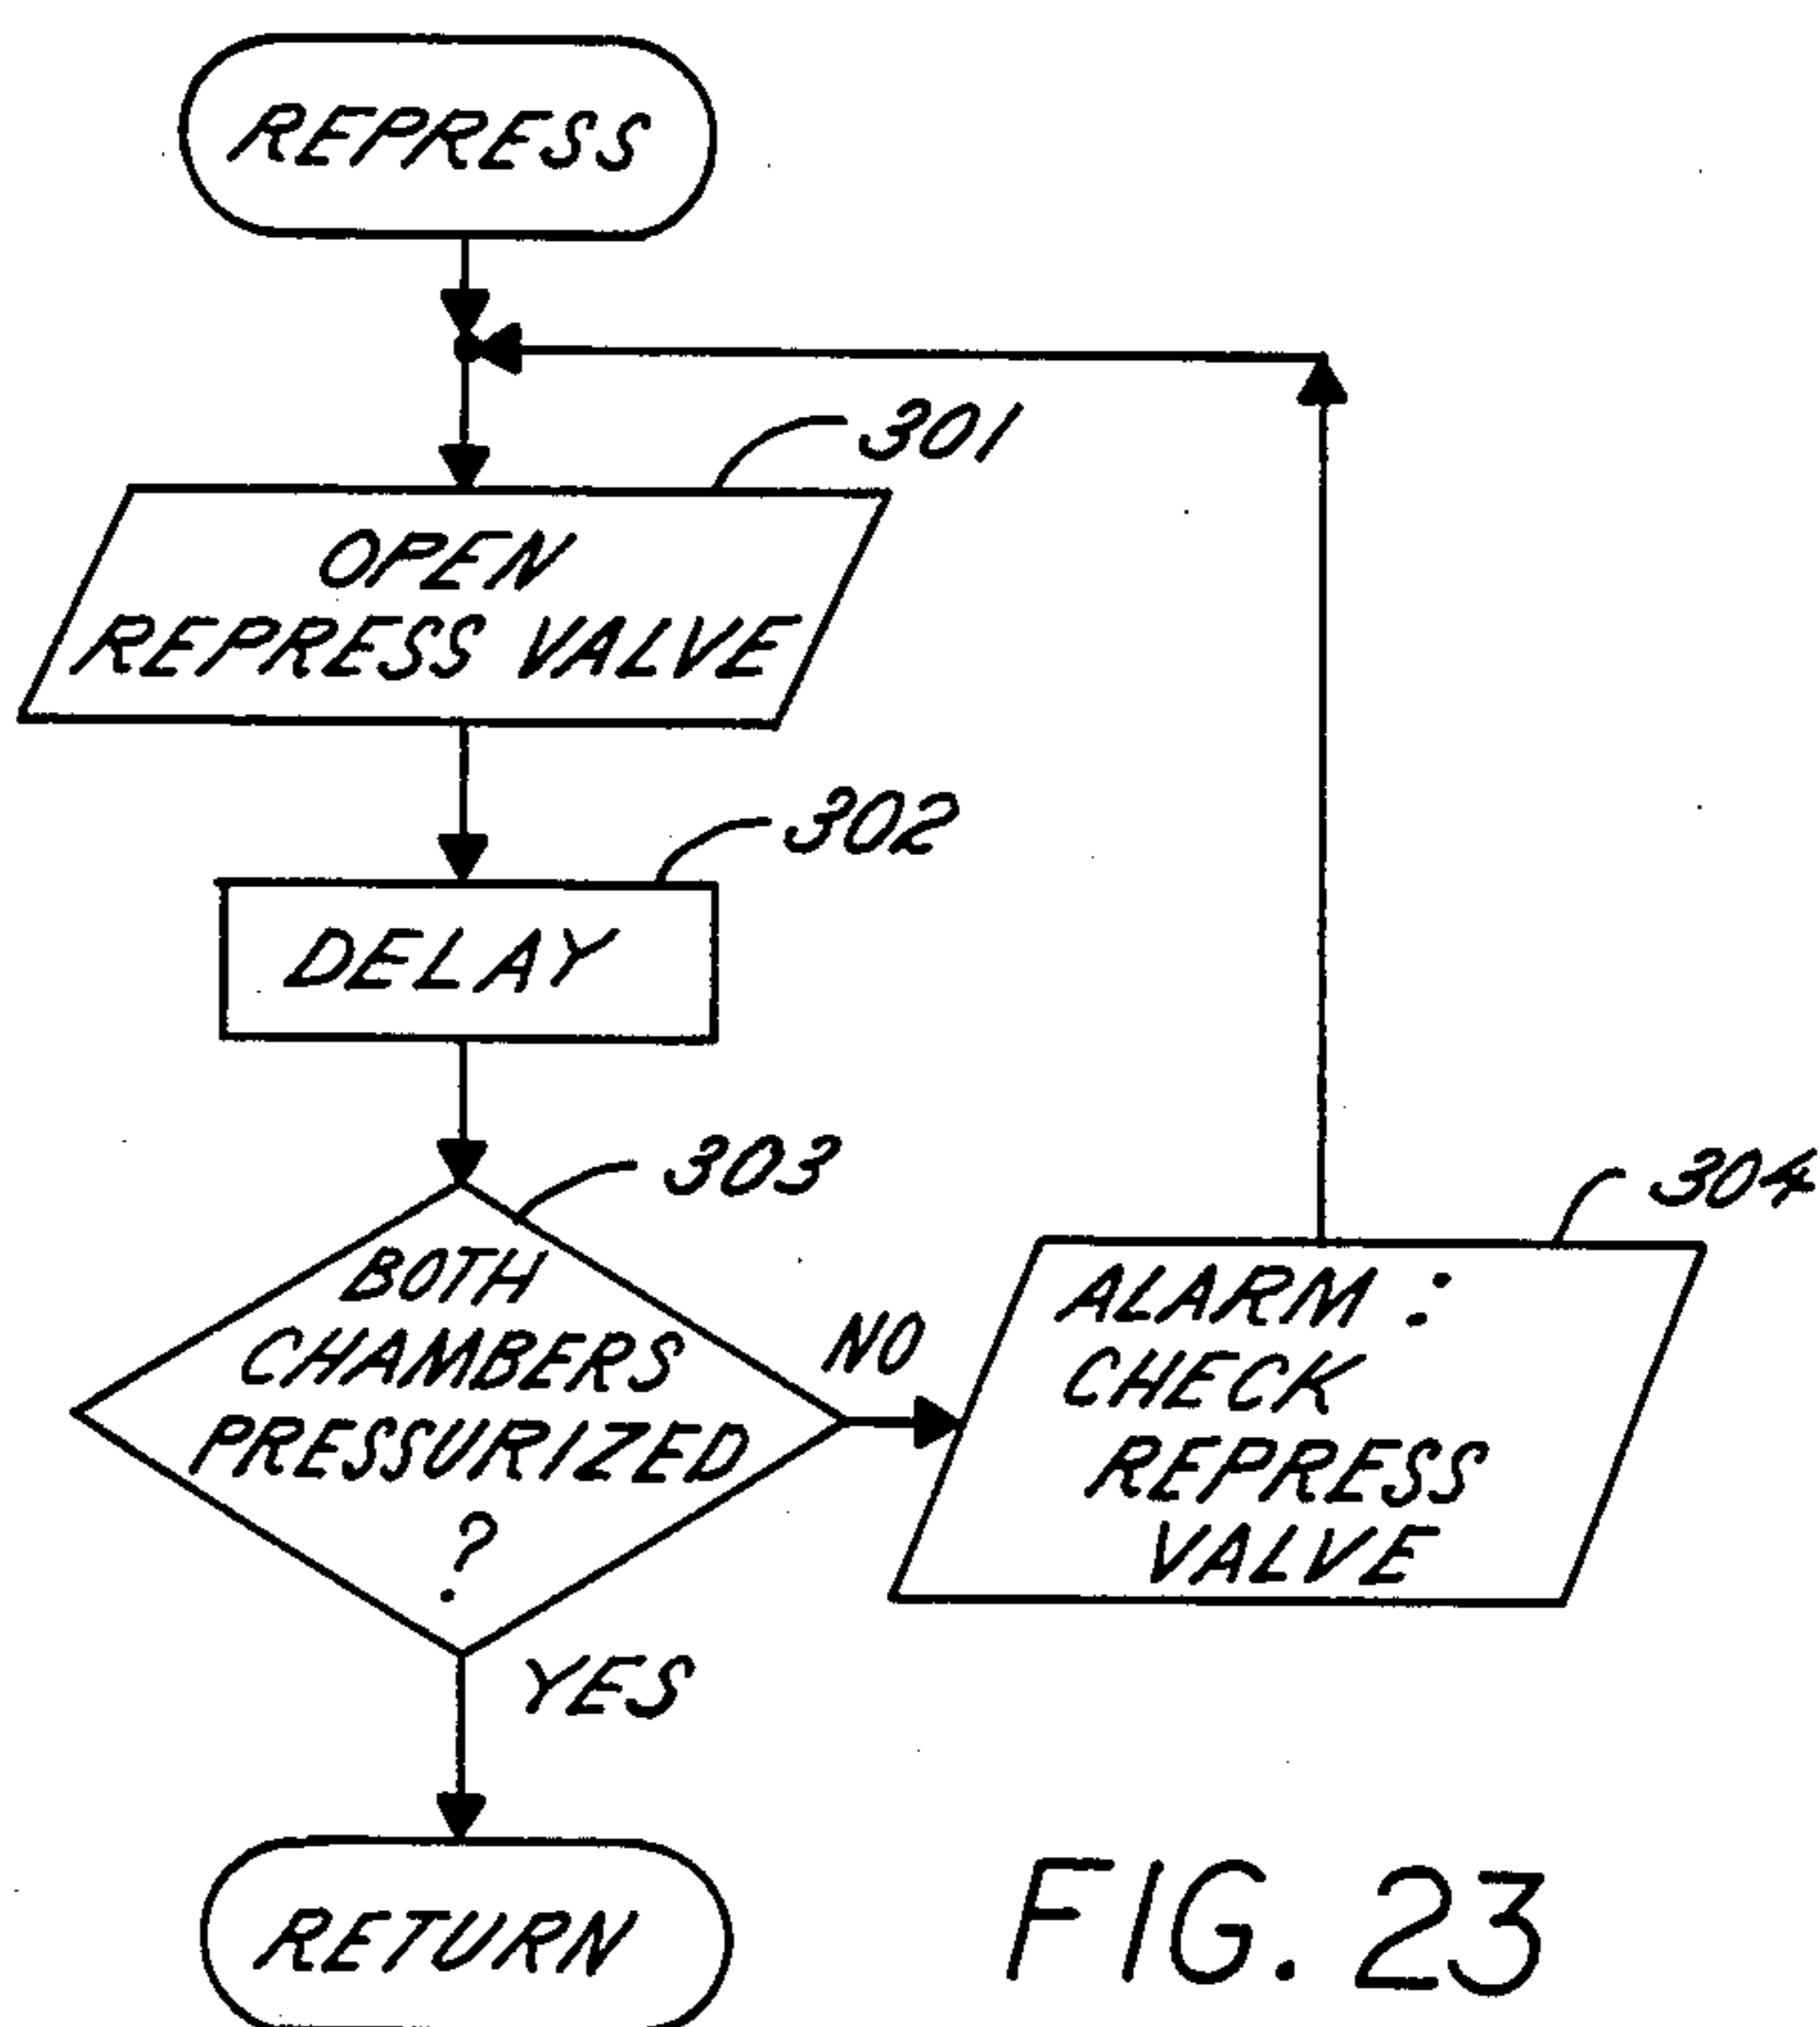 REPRESS
301
OPEN
REPRESS VALVE
302
DELAY
303
BOTH
CHAMBERS
PRESSURIZED
?
NO
304
ALARM :
CHECK
REPRESS
VALVE
YES
RETURN
FIG. 23